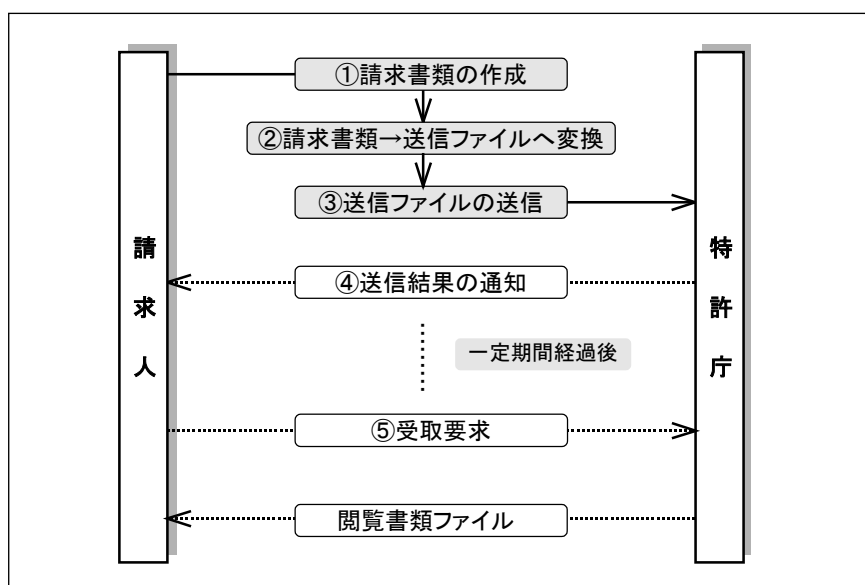 ①請求書類の作成
②請求書類→送信ファイルへ変換
③送信ファイルの送信
請求人
特許庁
④送信結果の通知
一定期間経過後
⑤受取要求
閲覧書類ファイル